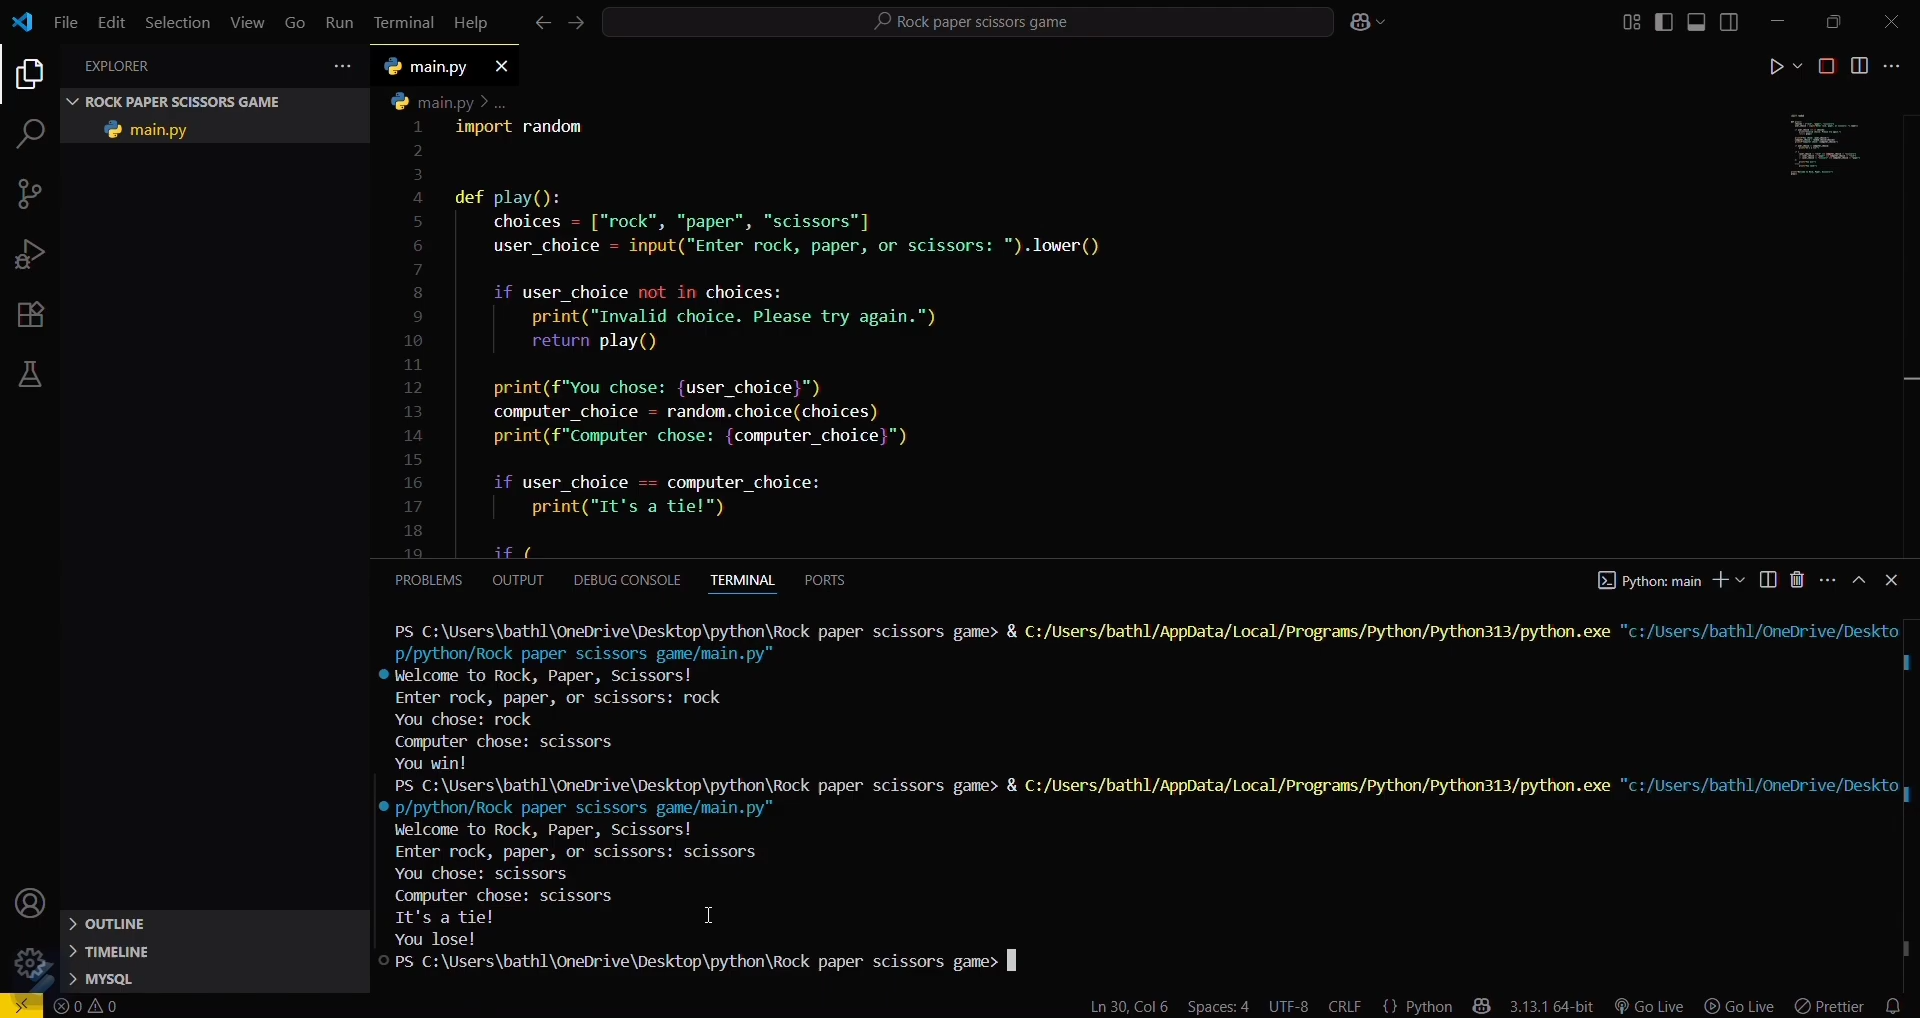 File Edit Selection View Go Run Terminal Help
Rock paper scissors game
EXPLORER
ROCK PAPER SCISSORS GAME
main.py
main.py
main.py > ...
1 import random
2
3
4 def play():
5 choices = ["rock", "paper", "scissors"]
6 user_choice = input("Enter rock, paper, or scissors: ").lower()
7
8 if user_choice not in choices:
9 print("Invalid choice. Please try again.")
10 return play()
11
12 print(f"You chose: {user_choice}")
13 computer_choice = random.choice(choices)
14 print(f"Computer chose: {computer_choice}")
15
16 if user_choice == computer_choice:
17 print("It's a tie!")
18
19 if (
PROBLEMS OUTPUT DEBUG CONSOLE TERMINAL PORTS
Python: main
PS C:\Users\bathl\OneDrive\Desktop\python\Rock paper scissors game> & C:/Users/bathl/AppData/Local/Programs/Python/Python313/python.exe "c:/Users/bathl/OneDrive/Deskto
p/python/Rock paper scissors game/main.py"
Welcome to Rock, Paper, Scissors!
Enter rock, paper, or scissors: rock
You chose: rock
Computer chose: scissors
You win!
PS C:\Users\bathl\OneDrive\Desktop\python\Rock paper scissors game> & C:/Users/bathl/AppData/Local/Programs/Python/Python313/python.exe "c:/Users/bathl/OneDrive/Deskto
p/python/Rock paper scissors game/main.py"
Welcome to Rock, Paper, Scissors!
Enter rock, paper, or scissors: scissors
You chose: scissors
Computer chose: scissors
It's a tie!
You lose!
PS C:\Users\bathl\OneDrive\Desktop\python\Rock paper scissors game>
OUTLINE
TIMELINE
MYSQL
0 0
Ln 30, Col 6 Spaces: 4 UTF-8 CRLF {} Python 3.13.1 64-bit Go Live Go Live Prettier